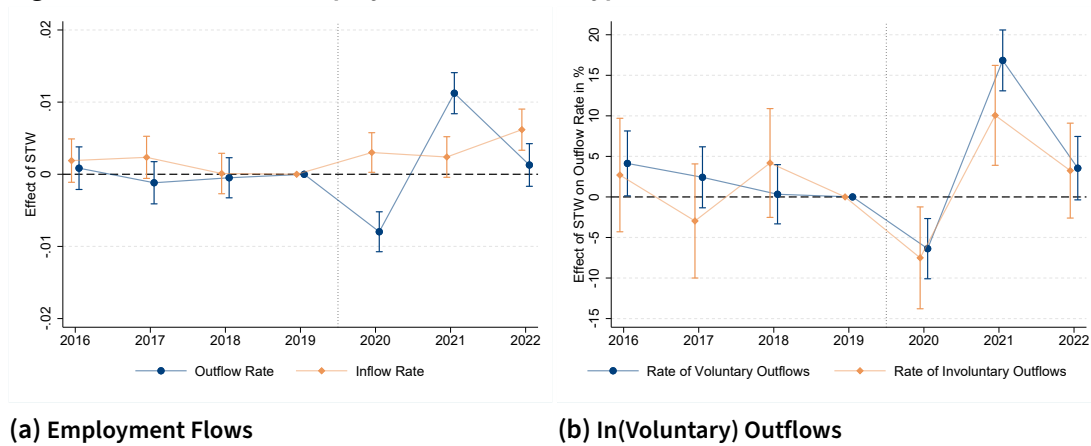 .02
.01
0
-.01
-.02
Effect of STW
2016 2017 2018 2019 2020 2021 2022
Outflow Rate Inflow Rate
(a) Employment Flows
20
15
10
5
0
-5
-10
-15
Effect of STW on Outflow Rate in %
2016 2017 2018 2019 2020 2021 2022
Rate of Voluntary Outflows Rate of Involuntary Outflows
(b) In(Voluntary) Outflows